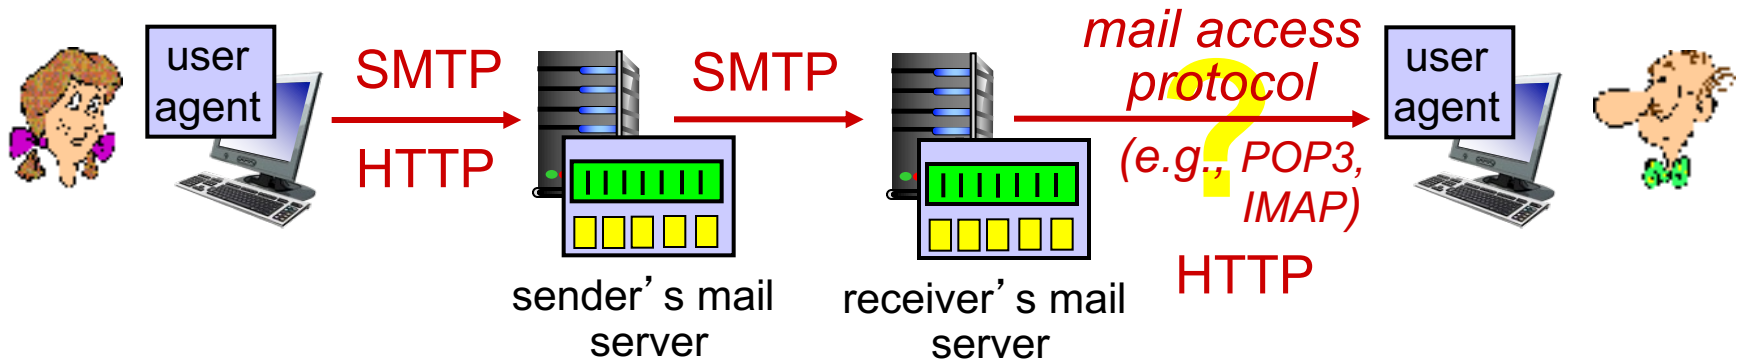 user
agent
SMTP
HTTP
sender's mail
server
SMTP
receiver's mail
server
mail access
protocol
?
(e.g., POP3,
IMAP)
HTTP
user
agent